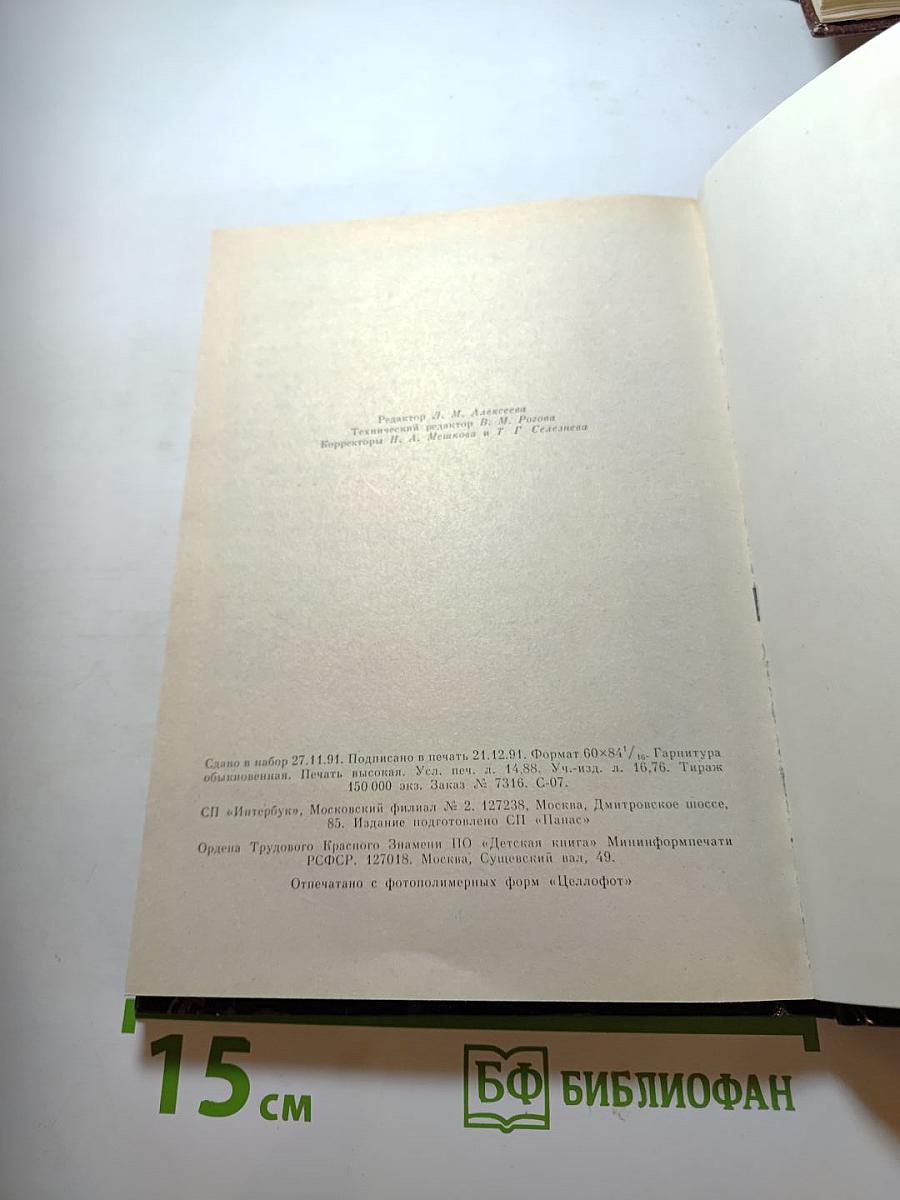 Редактор Л. М. Алексеева
Технический редактор В. М. Рогова
Корректоры Н. А. Мешкова и Т. Г. Селезнева
Сдано в набор 27.11.91. Подписано в печать 21.12.91. Формат 60×84¹/₁₆. Гарнитура
обыкновенная. Печать высокая. Усл. печ. л. 14,88. Уч.-изд. л. 16,76. Тираж
150 000 экз. Заказ № 7316. С-07.
СП «Интербук», Московский филиал № 2. 127238, Москва, Дмитровское шоссе,
85. Издание подготовлено СП «Панас»
Ордена Трудового Красного Знамени ПО «Детская книга» Мининформпечати
РСФСР. 127018. Москва, Сущевский вал, 49.
Отпечатано с фотополимерных форм «Целлофот»
15 см
БФ БИБЛИОФАН